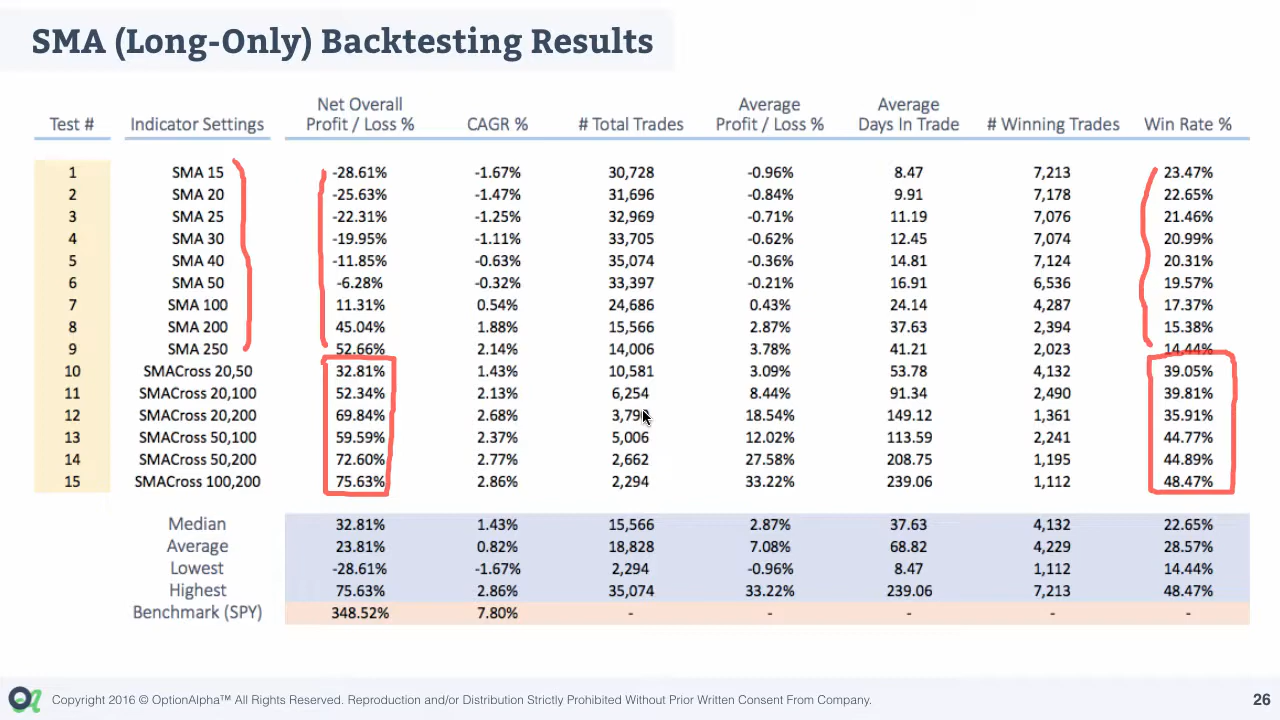 SMA (Long-Only) Backtesting Results
Net Overall Average Average
Test # Indicator Settings Profit / Loss % CAGR % # Total Trades Profit / Loss % Days In Trade # Winning Trades Win Rate %
1 SMA 15 -28.61% -1.67% 30,728 -0.96% 8.47 7,213 23.47%
2 SMA 20 -25.63% -1.47% 31,696 -0.84% 9.91 7,178 22.65%
3 SMA 25 -22.31% -1.25% 32,969 -0.71% 11.19 7,076 21.46%
4 SMA 30 -19.95% -1.11% 33,705 -0.62% 12.45 7,074 20.99%
5 SMA 40 -11.85% -0.63% 35,074 -0.36% 14.81 7,124 20.31%
6 SMA 50 -6.28% -0.32% 33,397 -0.21% 16.91 6,536 19.57%
7 SMA 100 11.31% 0.54% 24,686 0.43% 24.14 4,287 17.37%
8 SMA 200 45.04% 1.88% 15,566 2.87% 37.63 2,394 15.38%
9 SMA 250 52.66% 2.14% 14,006 3.78% 41.21 2,023 14.44%
10 SMACross 20,50 32.81% 1.43% 10,581 3.09% 53.78 4,132 39.05%
11 SMACross 20,100 52.34% 2.13% 6,254 8.44% 91.34 2,490 39.81%
12 SMACross 20,200 69.84% 2.68% 18.54% 149.12 1,361 35.91%
13 SMACross 50,100 59.59% 2.37% 5,006 12.02% 113.59 2,241 44.77%
14 SMACross 50,200 72.60% 2.77% 2,662 27.58% 208.75 1,195 44.89%
15 SMACross 100,200 75.63% 2.86% 2,294 33.22% 239.06 1,112 48.47%
Median 32.81% 1.43% 15,566 2.87% 37.63 4,132 22.65%
Average 23.81% 0.82% 18,828 7.08% 68.82 4,229 28.57%
Lowest -28.61% -1.67% 2,294 -0.96% 8.47 1,112 14.44%
Highest 75.63% 2.86% 35,074 33.22% 239.06 7,213 48.47%
Benchmark (SPY) 348.52% 7.80% - - - - -
Copyright 2016 © OptionAlpha™ All Rights Reserved. Reproduction and/or Distribution Strictly Prohibited Without Prior Written Consent From Company. 26